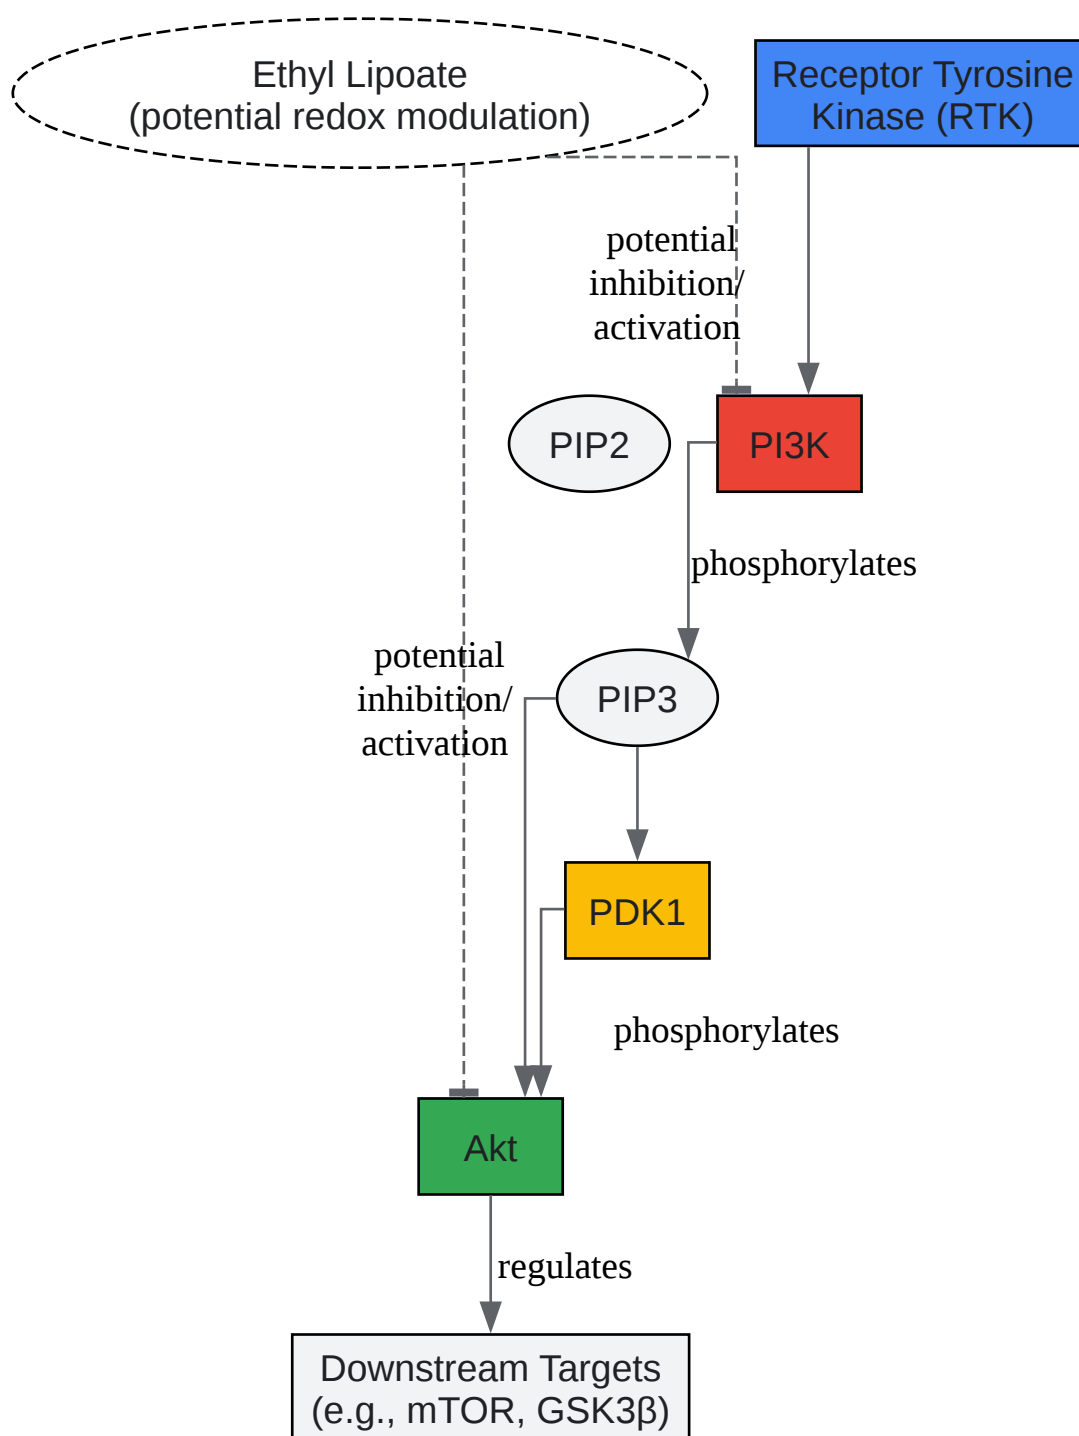 Ethyl Lipoate
(potential redox modulation)
Receptor Tyrosine
Kinase (RTK)
potential
inhibition/
activation
PIP2
PI3K
phosphorylates
potential
inhibition/
activation
PIP3
PDK1
phosphorylates
Akt
regulates
Downstream Targets
(e.g., mTOR, GSK3β)